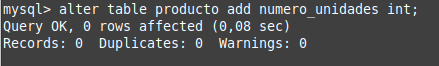 mysql> alter table producto add numero_unidades int;
Query OK, 0 rows affected (0,08 sec)
Records: 0  Duplicates: 0  Warnings: 0